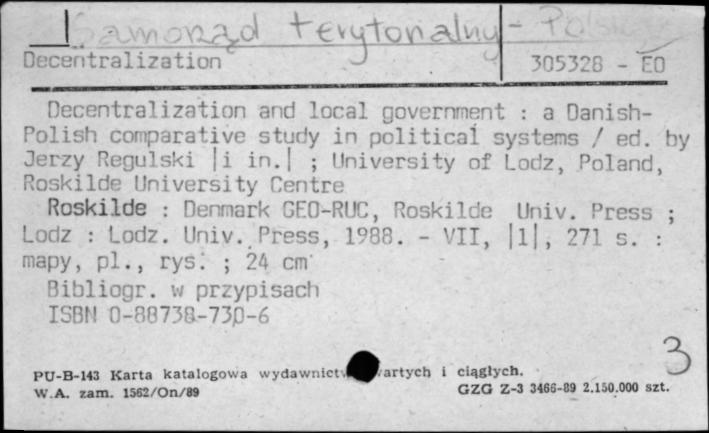 Samorząd terytorialny - Polska
Decentralization
305328 - EO
Decentralization and local government : a Danish-
Polish comparative study in political systems / ed. by
Jerzy Regulski |i in.| ; University of Lodz, Poland,
Roskilde University Centre
Roskilde : Denmark GEO-RUC, Roskilde Univ. Press ;
Lodz : Lodz. Univ. Press, 1988. - VII, |1|, 271 s. :
mapy, pl., rys. ; 24 cm
Bibliogr. w przypisach
ISBN 0-88738-730-6
3
PU-B-143 Karta katalogowa i ciągłych.
W.A. zam. 1562/On/89 GZG Z-3 3466-89 2.150.000 szt.